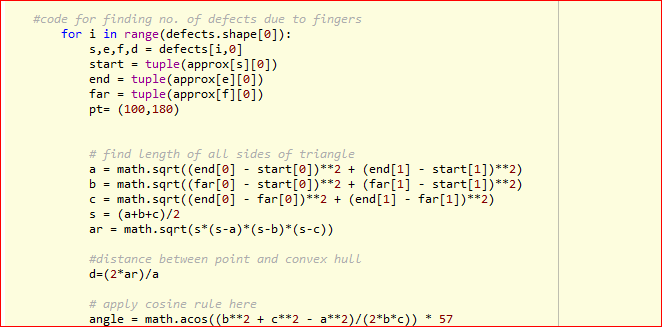 #code for finding no. of defects due to fingers
for i in range(defects.shape[0]):
s,e,f,d = defects[i,0]
start = tuple(approx[s][0])
end = tuple(approx[e][0])
far = tuple(approx[f][0])
pt= (100,180)
# find length of all sides of triangle
a = math.sqrt((end[0] - start[0])**2 + (end[1] - start[1])**2)
b = math.sqrt((far[0] - start[0])**2 + (far[1] - start[1])**2)
c = math.sqrt((end[0] - far[0])**2 + (end[1] - far[1])**2)
s = (a+b+c)/2
ar = math.sqrt(s*(s-a)*(s-b)*(s-c))
#distance between point and convex hull
d=(2*ar)/a
# apply cosine rule here
angle = math.acos((b**2 + c**2 - a**2)/(2*b*c)) * 57